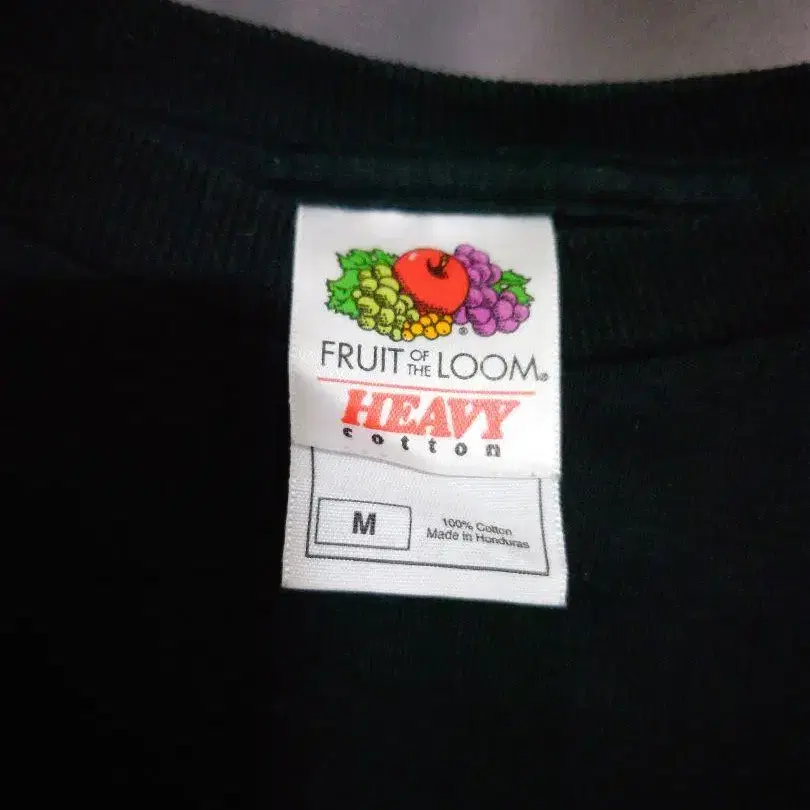 FRUIT OF THE LOOM®
HEAVY
cotton
M
100% Cotton
Made in Honduras